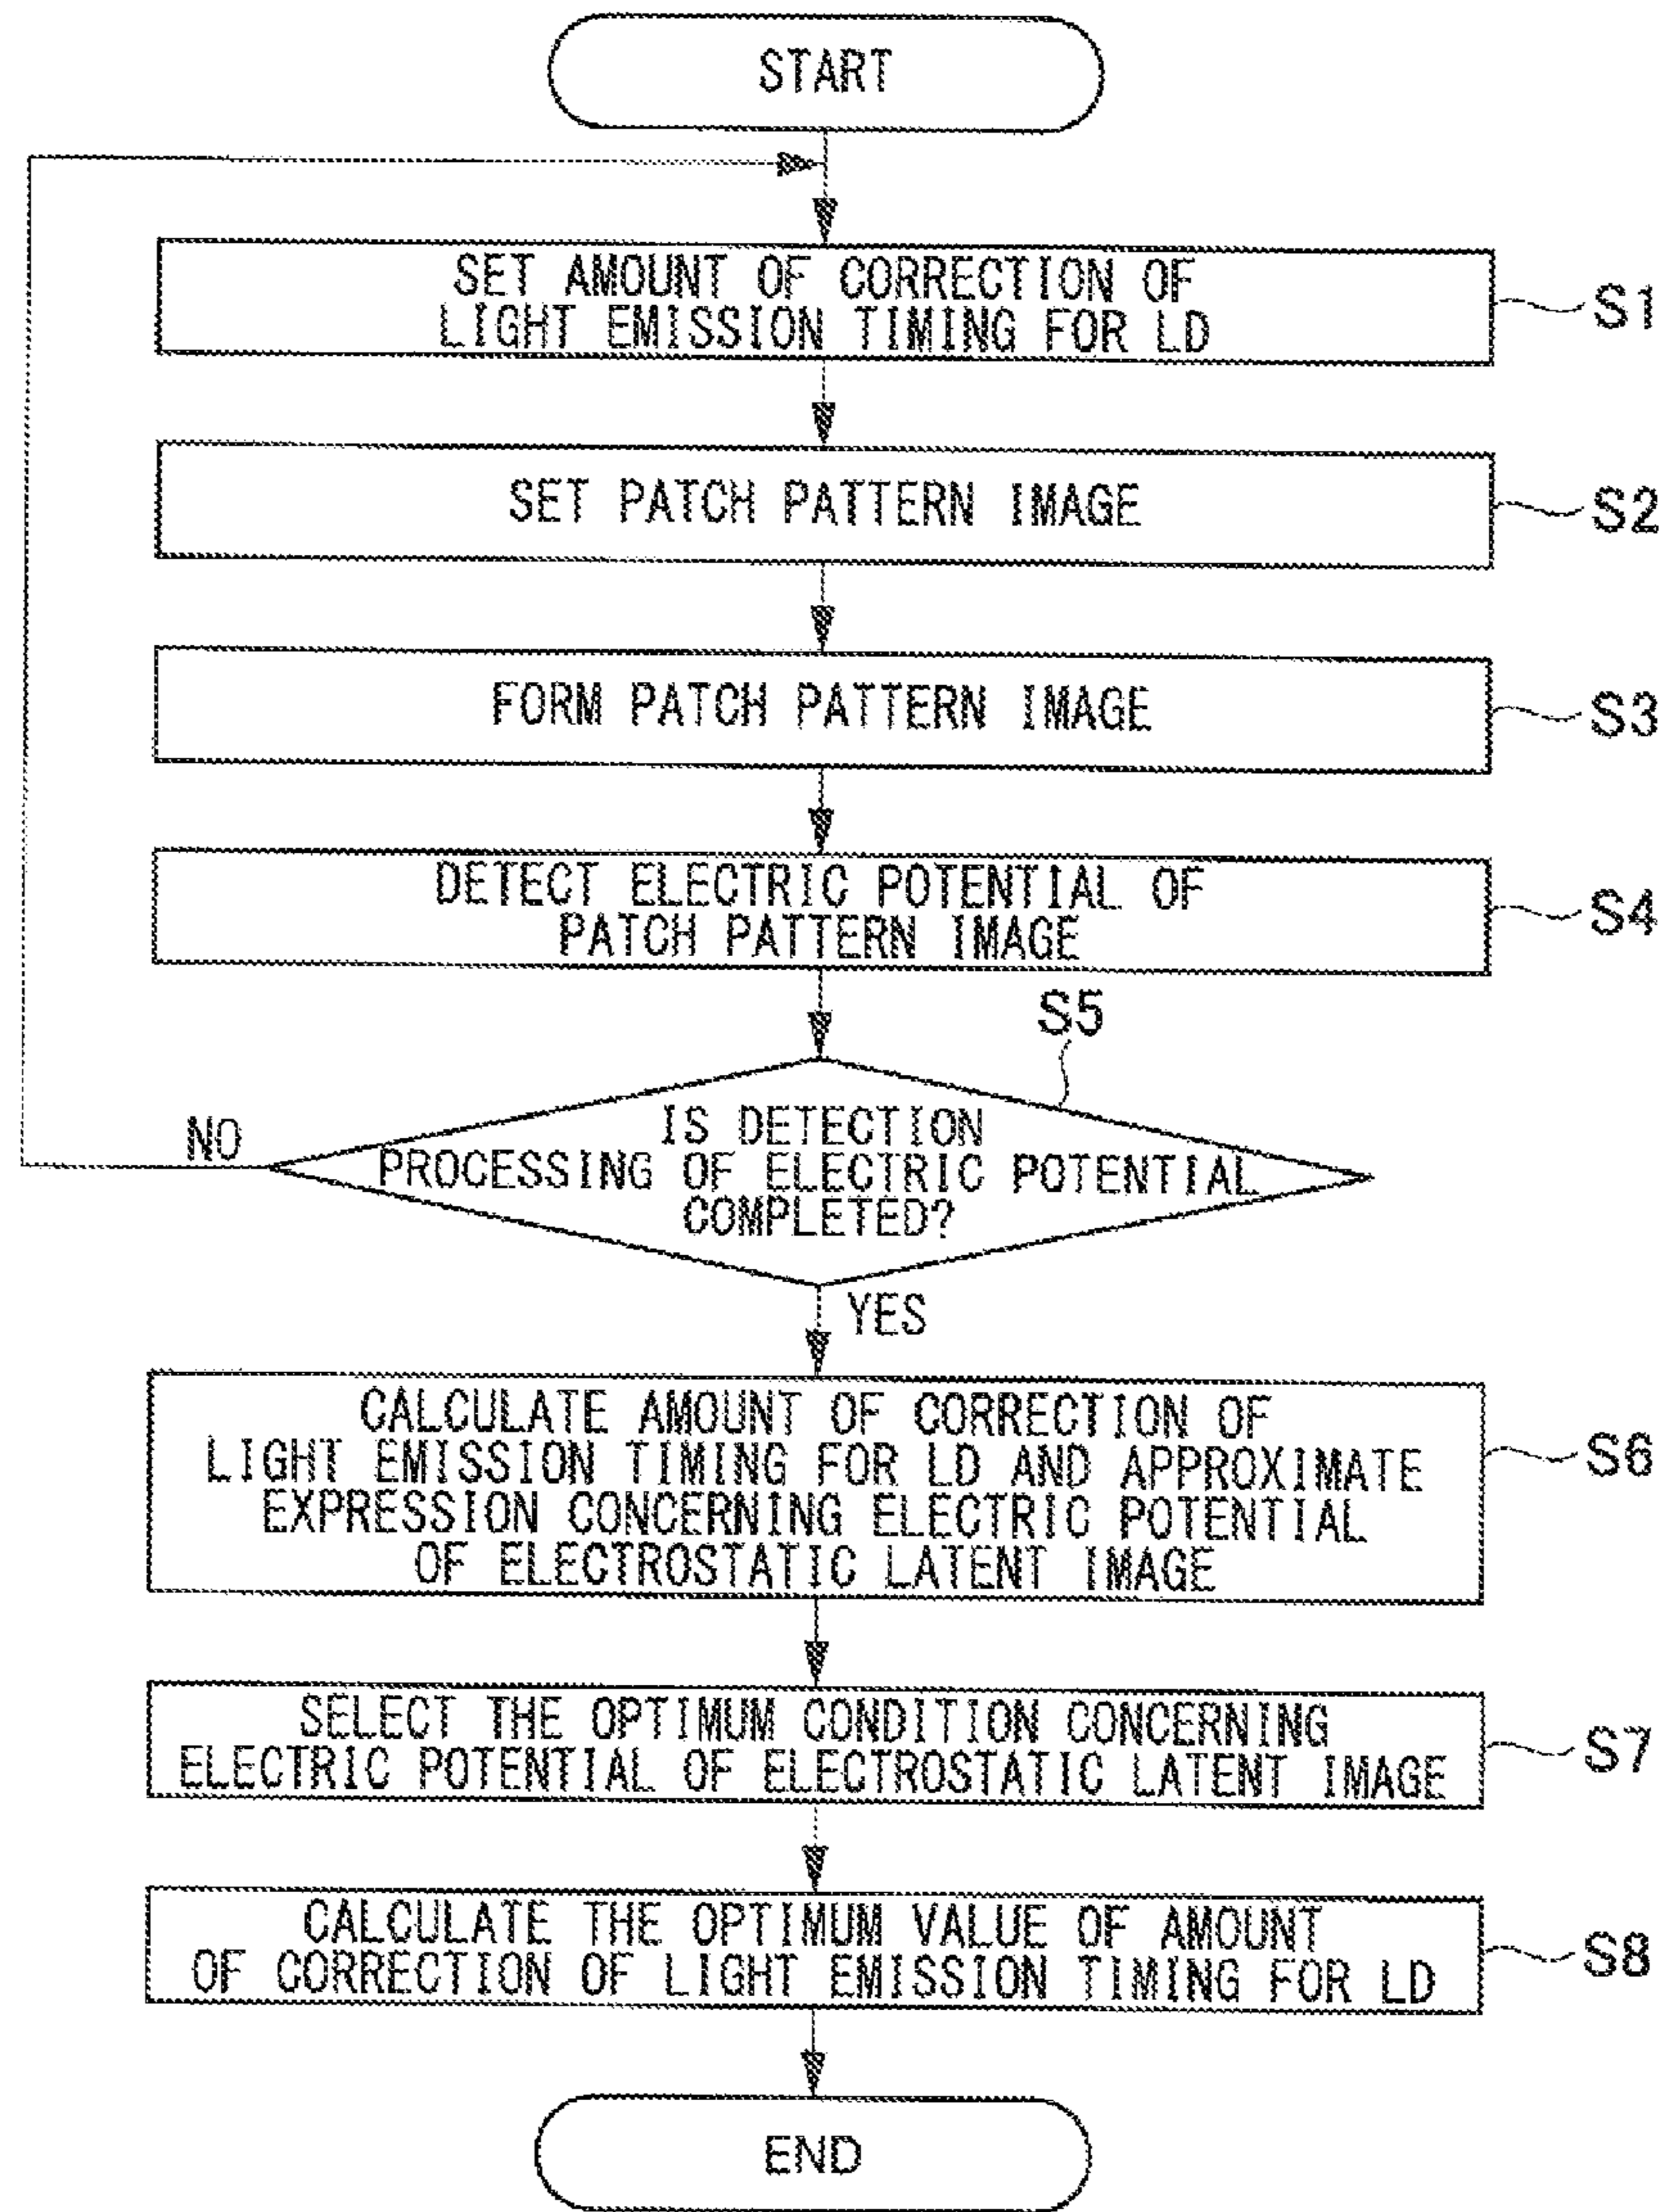 START
SET AMOUNT OF CORRECTION OF
LIGHT EMISSION TIMING FOR LD
S1
SET PATCH PATTERN IMAGE
S2
FORM PATCH PATTERN IMAGE
S3
DETECT ELECTRIC POTENTIAL OF
PATCH PATTERN IMAGE
S4
S5
IS DETECTION
PROCESSING OF ELECTRIC POTENTIAL
COMPLETED?
NO
YES
CALCULATE AMOUNT OF CORRECTION OF
LIGHT EMISSION TIMING FOR LD AND APPROXIMATE
EXPRESSION CONCERNING ELECTRIC POTENTIAL
OF ELECTROSTATIC LATENT IMAGE
S6
SELECT THE OPTIMUM CONDITION CONCERNING
ELECTRIC POTENTIAL OF ELECTROSTATIC LATENT IMAGE
S7
CALCULATE THE OPTIMUM VALUE OF AMOUNT
OF CORRECTION OF LIGHT EMISSION TIMING FOR LD
S8
END